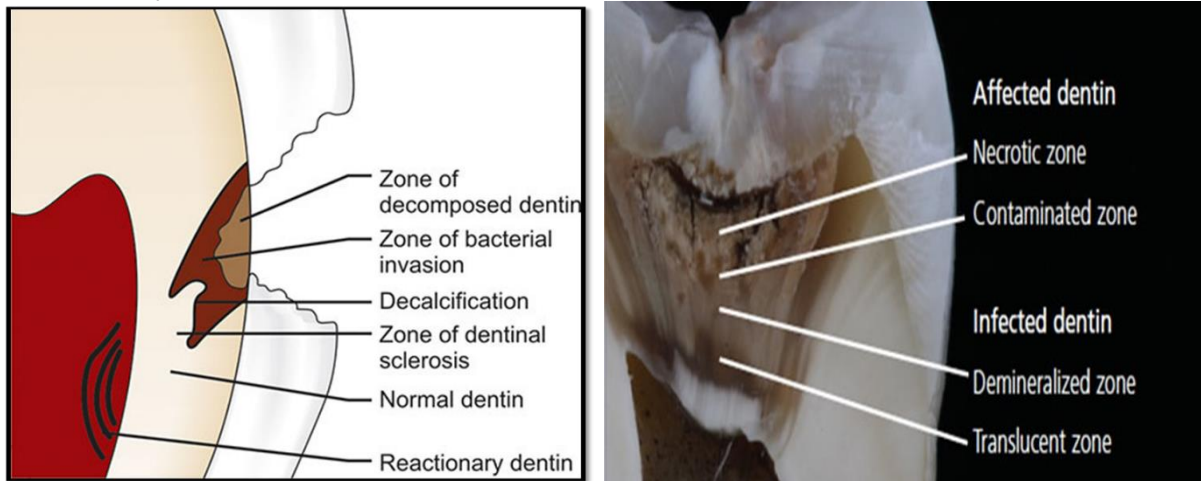 Zone of
decomposed dentin
Zone of bacterial
invasion
Decalcification
Zone of dentinal
sclerosis
Normal dentin
Reactionary dentin
Affected dentin
Necrotic zone
Contaminated zone
Infected dentin
Demineralized zone
Translucent zone